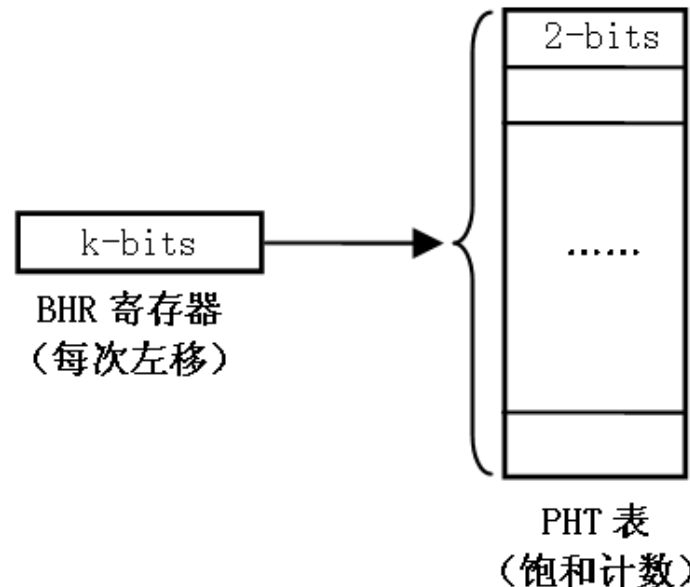 2-bits
k-bits
……
BHR 寄存器
（每次左移）
PHT 表
（饱和计数）